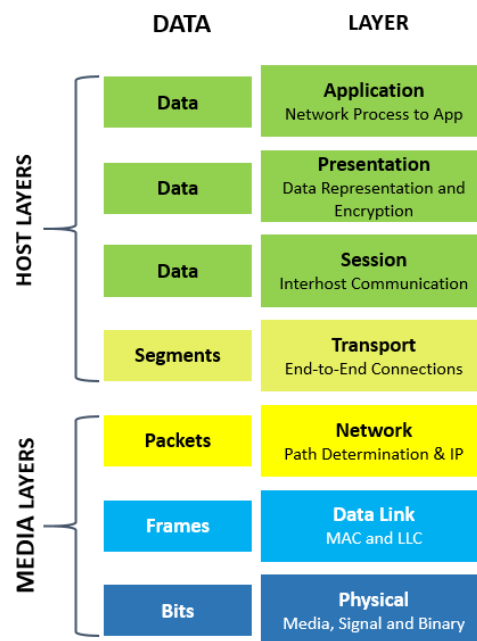 DATA
LAYER
HOST LAYERS
Data
Application
Network Process to App
Data
Presentation
Data Representation and
Encryption
Data
Session
Interhost Communication
Segments
Transport
End-to-End Connections
MEDIA LAYERS
Packets
Network
Path Determination & IP
Frames
Data Link
MAC and LLC
Bits
Physical
Media, Signal and Binary